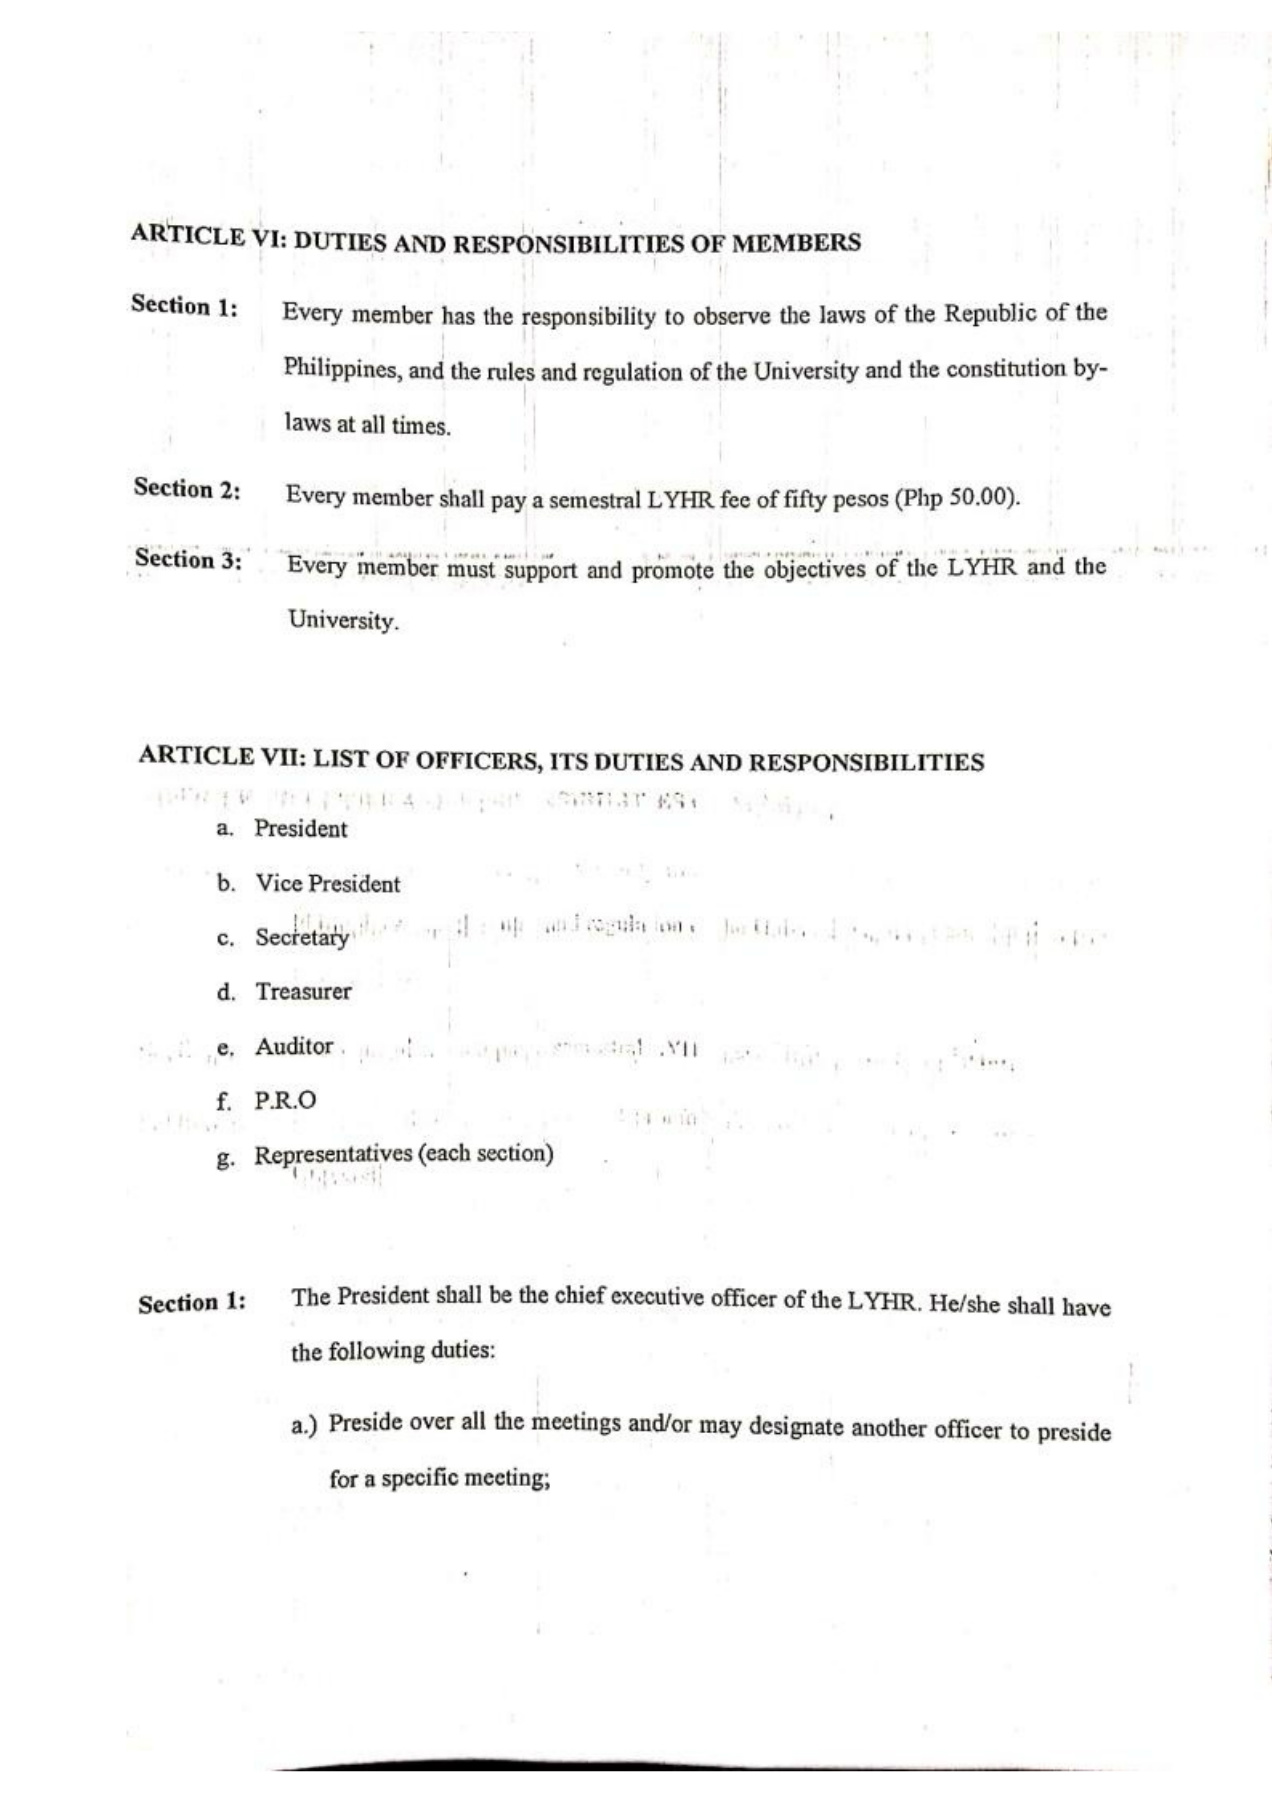 ARTICLE VI: DUTIES AND RESPONSIBILITIES OF MEMBERS
Section 1: Every member has the responsibility to observe the laws of the Republic of the
Philippines, and the rules and regulation of the University and the constitution by-
laws at all times.
Section 2: Every member shall pay a semestral LYHR fee of fifty pesos (Php 50.00).
Section 3: Every member must support and promote the objectives of the LYHR and the
University.
ARTICLE VII: LIST OF OFFICERS, ITS DUTIES AND RESPONSIBILITIES
a. President
b. Vice President
c. Secretary
d. Treasurer
e. Auditor
f. P.R.O
g. Representatives (each section)
Section 1: The President shall be the chief executive officer of the LYHR. He/she shall have
the following duties:
a.) Preside over all the meetings and/or may designate another officer to preside
for a specific meeting;